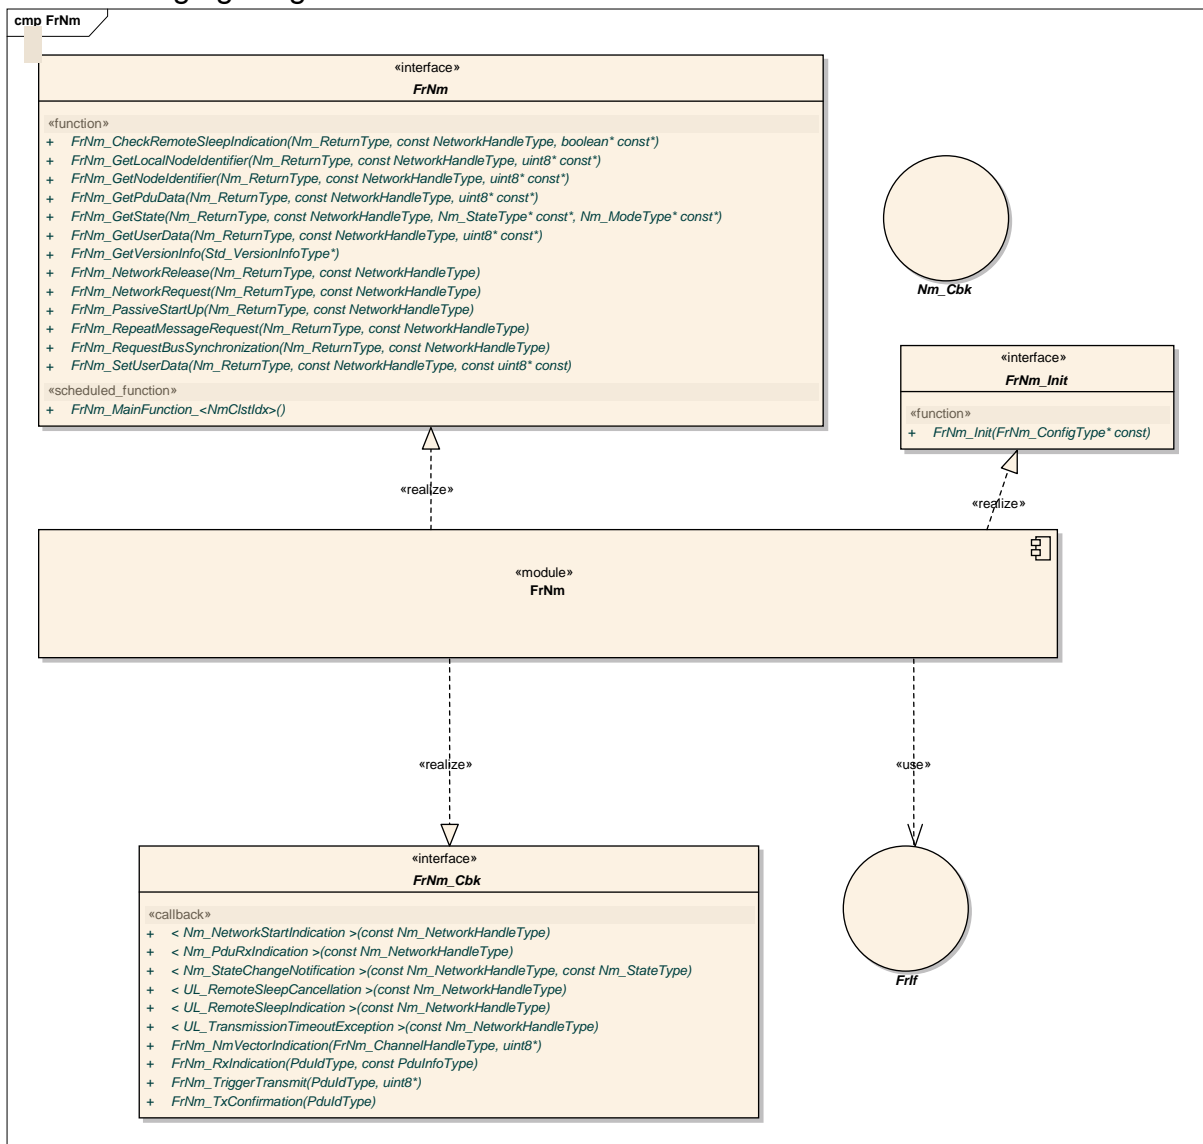 cmp FrNm
«interface»
FrNm
«function»
+ FrNm_CheckRemoteSleepIndication(Nm_ReturnType, const NetworkHandleType, boolean* const*)
+ FrNm_GetLocalNodeIdentifier(Nm_ReturnType, const NetworkHandleType, uint8* const*)
+ FrNm_GetNodeIdentifier(Nm_ReturnType, const NetworkHandleType, uint8* const*)
+ FrNm_GetPduData(Nm_ReturnType, const NetworkHandleType, uint8* const*)
+ FrNm_GetState(Nm_ReturnType, const NetworkHandleType, Nm_StateType* const*, Nm_ModeType* const*)
+ FrNm_GetUserData(Nm_ReturnType, const NetworkHandleType, uint8* const*)
+ FrNm_GetVersionInfo(Std_VersionInfoType*)
+ FrNm_NetworkRelease(Nm_ReturnType, const NetworkHandleType)
+ FrNm_NetworkRequest(Nm_ReturnType, const NetworkHandleType)
+ FrNm_PassiveStartUp(Nm_ReturnType, const NetworkHandleType)
+ FrNm_RepeatMessageRequest(Nm_ReturnType, const NetworkHandleType)
+ FrNm_RequestBusSynchronization(Nm_ReturnType, const NetworkHandleType)
+ FrNm_SetUserData(Nm_ReturnType, const NetworkHandleType, const uint8* const)
«scheduled_function»
+ FrNm_MainFunction_<NmClstIdx>()
Nm_Cbk
«interface»
FrNm_Init
«function»
+ FrNm_Init(FrNm_ConfigType* const)
«realize»
«realize»
«module»
FrNm
«realize»
«use»
«interface»
FrNm_Cbk
«callback»
+ < Nm_NetworkStartIndication >(const Nm_NetworkHandleType)
+ < Nm_PduRxIndication >(const Nm_NetworkHandleType)
+ < Nm_StateChangeNotification >(const Nm_NetworkHandleType, const Nm_StateType)
+ < UL_RemoteSleepCancellation >(const Nm_NetworkHandleType)
+ < UL_RemoteSleepIndication >(const Nm_NetworkHandleType)
+ < UL_TransmissionTimeoutException >(const Nm_NetworkHandleType)
+ FrNm_NmVectorIndication(FrNm_ChannelHandleType, uint8*)
+ FrNm_RxIndication(PduIdType, const PduInfoType)
+ FrNm_TriggerTransmit(PduIdType, uint8*)
+ FrNm_TxConfirmation(PduIdType)
FrIf